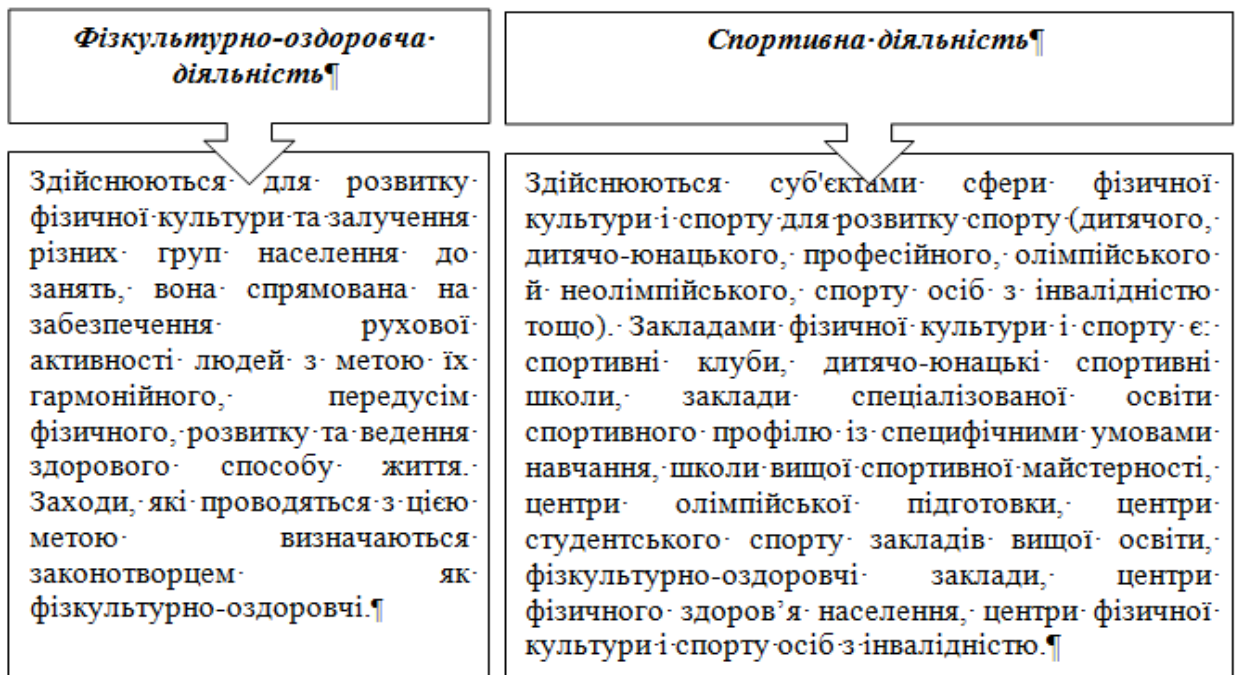 Фізкультурно-оздоровча
діяльність
Спортивна діяльність
Здійснюються для розвитку
фізичної культури та залучення
різних груп населення до
занять, вона спрямована на
забезпечення рухової
активності людей з метою їх
гармонійного, передусім
фізичного, розвитку та ведення
здорового способу життя.
Заходи, які проводяться з цією
метою визначаються
законотворцем як
фізкультурно-оздоровчі.
Здійснюються суб'єктами сфери фізичної
культури і спорту для розвитку спорту (дитячого,
дитячо-юнацького, професійного, олімпійського
й неолімпійського, спорту осіб з інвалідністю
тощо). Закладами фізичної культури і спорту є:
спортивні клуби, дитячо-юнацькі спортивні
школи, заклади спеціалізованої освіти
спортивного профілю із специфічними умовами
навчання, школи вищої спортивної майстерності,
центри олімпійської підготовки, центри
студентського спорту закладів вищої освіти,
фізкультурно-оздоровчі заклади, центри
фізичного здоров’я населення, центри фізичної
культури і спорту осіб з інвалідністю.